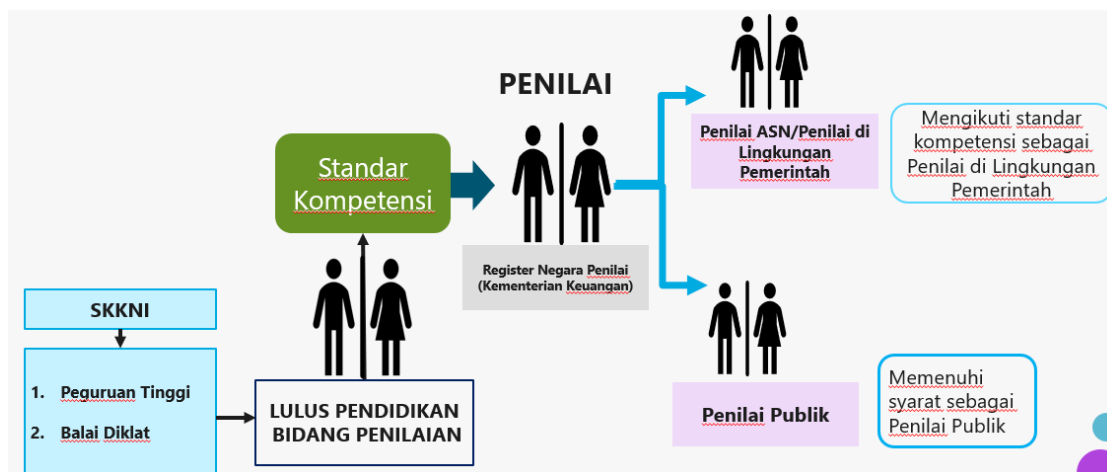 PENILAI
Penilai ASN/Penilai di
Lingkungan
Pemerintah
Mengikuti standar
kompetensi sebagai
Penilai di Lingkungan
Pemerintah
Standar
Kompetensi
Register Negara Penilai
(Kementerian Keuangan)
SKKNI
1. Peguruan Tinggi
2. Balai Diklat
LULUS PENDIDIKAN
BIDANG PENILAIAN
Penilai Publik
Memenuhi
syarat sebagai
Penilai Publik